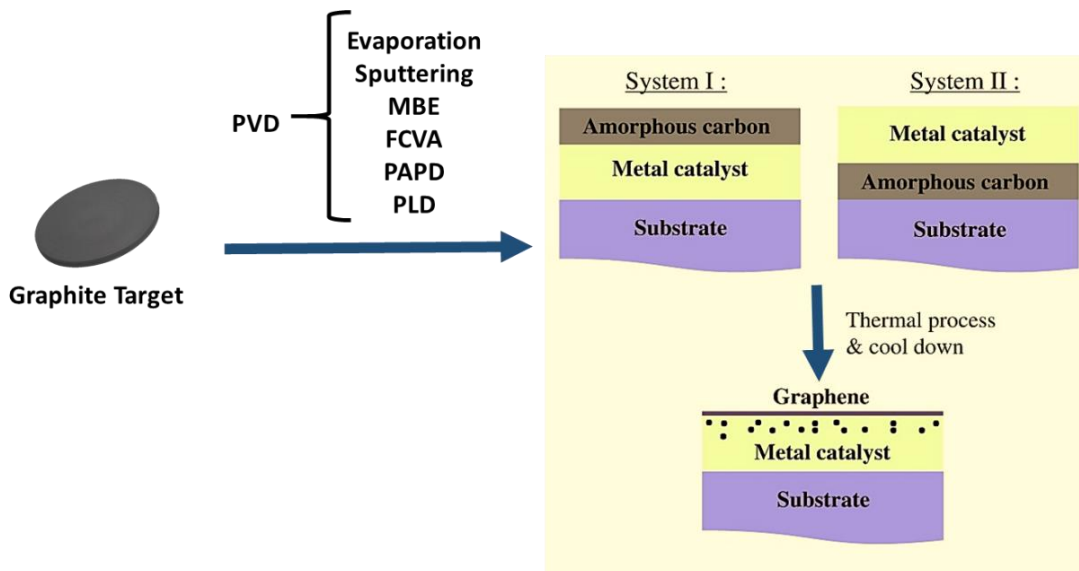 PVD
Evaporation
Sputtering
MBE
FCVA
PAPD
PLD
Graphite Target
System I :
Amorphous carbon
Metal catalyst
Substrate
System II :
Metal catalyst
Amorphous carbon
Substrate
Thermal process
& cool down
Graphene
Metal catalyst
Substrate